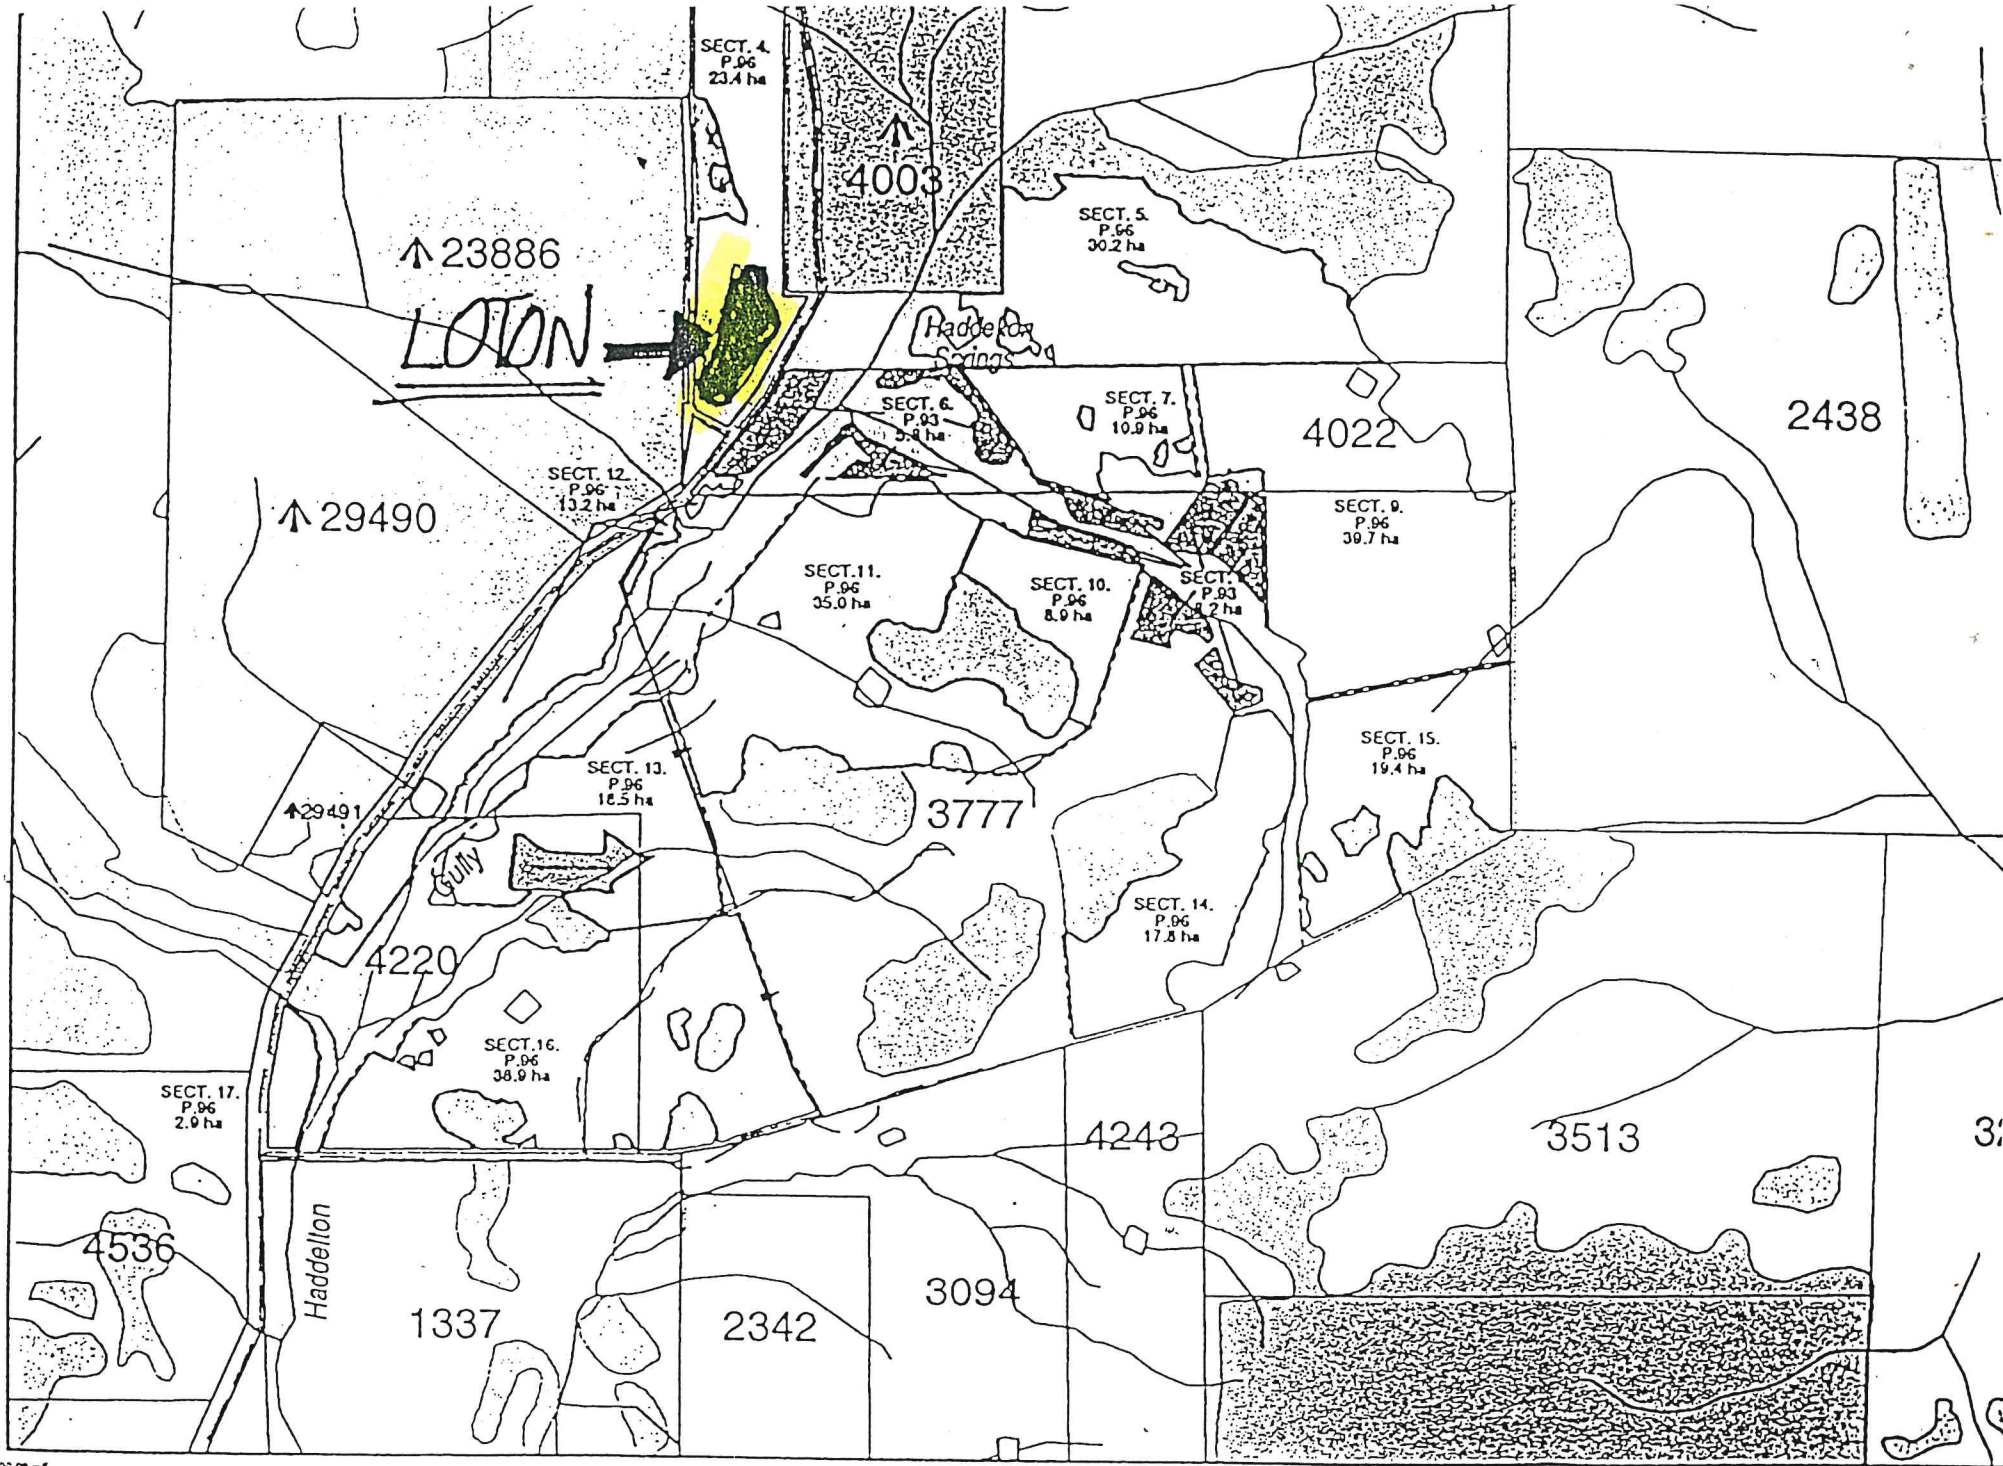 SECT. 4.
P.96
23.4 ha
4003
SECT. 5.
P.96
30.2 ha
23886
LOTON
Springs
SECT. 6.
P.93
SECT. 7.
P.96
10.9 ha
4022
2438
SECT. 12.
P.96
13.2 ha
29490
SECT. 9.
P.96
39.7 ha
SECT.11.
P.96
35.0 ha
SECT. 10.
P.96
8.9 ha
SECT.
P.93
SECT. 13.
P.96
18.5 ha
SECT. 15.
P.96
19.4 ha
29491
3777
Gully
SECT. 14.
P.96
17.8 ha
4220
SECT.16.
P.96
38.9 ha
SECT. 17.
P.96
2.9 ha
4243
3513
4536
Haddelton
3094
1337
2342